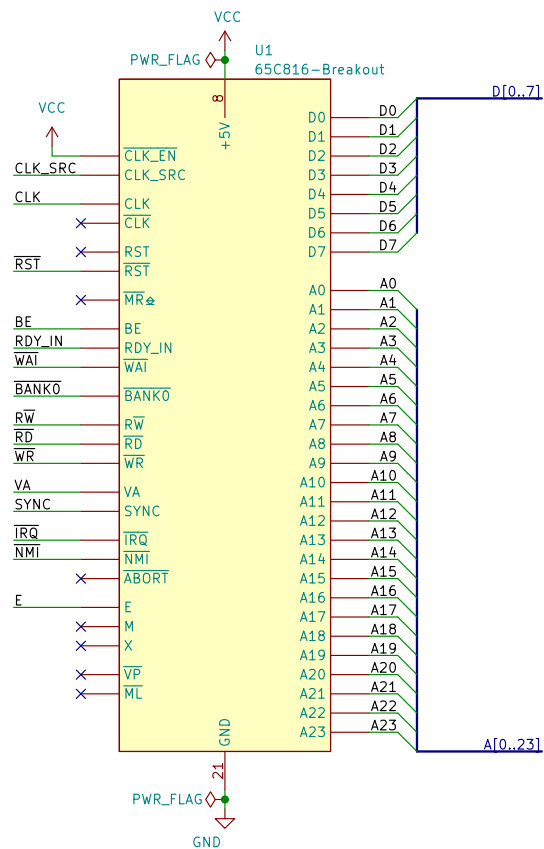 VCC
PWR_FLAG
U1
65C816-Breakout
8
+5V
VCC
CLK_EN
CLK_SRC
CLK_SRC
CLK
CLK
CLK
RST
RST
RST
MR
BE
BE
RDY_IN
RDY_IN
WAI
WAI
BANK0
BANK0
RW
RW
RD
RD
WR
WR
VA
VA
SYNC
SYNC
IRQ
IRQ
NMI
NMI
ABORT
E
E
M
X
VP
ML
D[0..7]
D0 D0
D1 D1
D2 D2
D3 D3
D4 D4
D5 D5
D6 D6
D7 D7
A0 A0
A1 A1
A2 A2
A3 A3
A4 A4
A5 A5
A6 A6
A7 A7
A8 A8
A9 A9
A10 A10
A11 A11
A12 A12
A13 A13
A14 A14
A15 A15
A16 A16
A17 A17
A18 A18
A19 A19
A20 A20
A21 A21
A22 A22
A23 A23
A[0..23]
GND
21
PWR_FLAG
GND